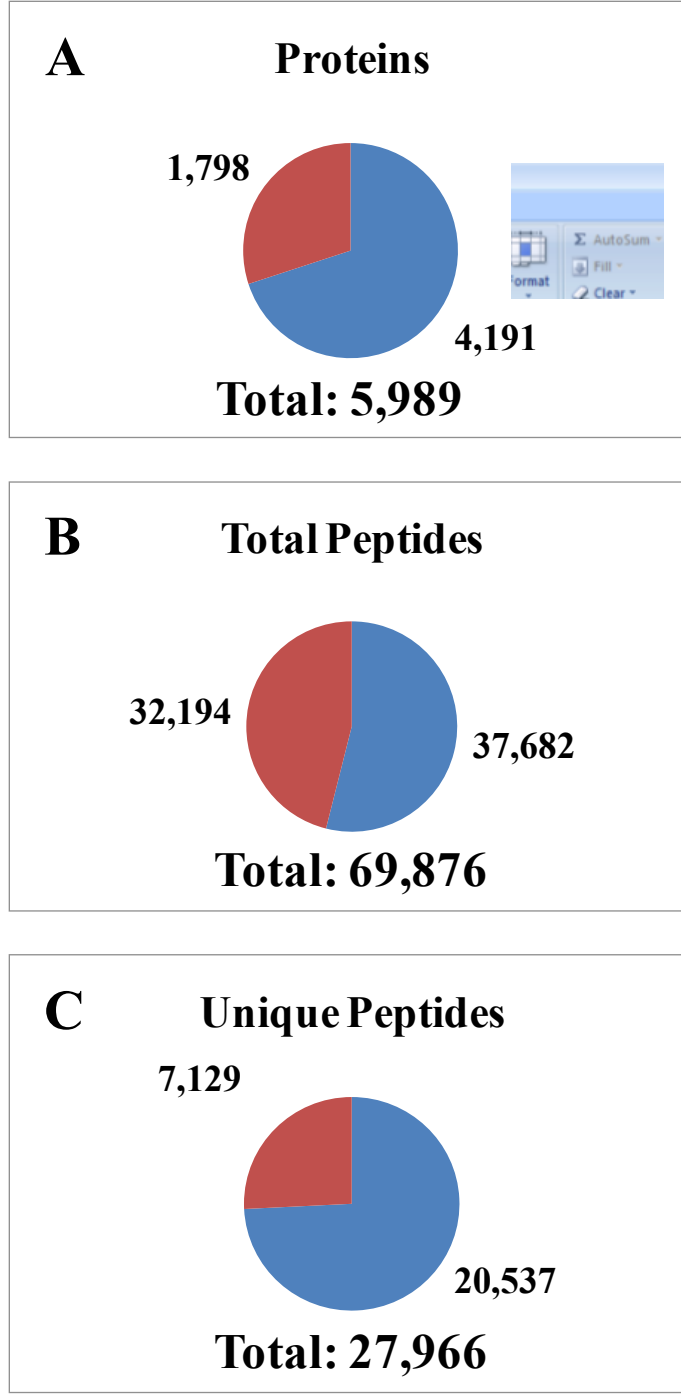 A
Proteins
1,798
Σ AutoSum
Fill
ormat
Clear
4,191
Total: 5,989
B
Total Peptides
32,194
37,682
Total: 69,876
C
Unique Peptides
7,129
20,537
Total: 27,966